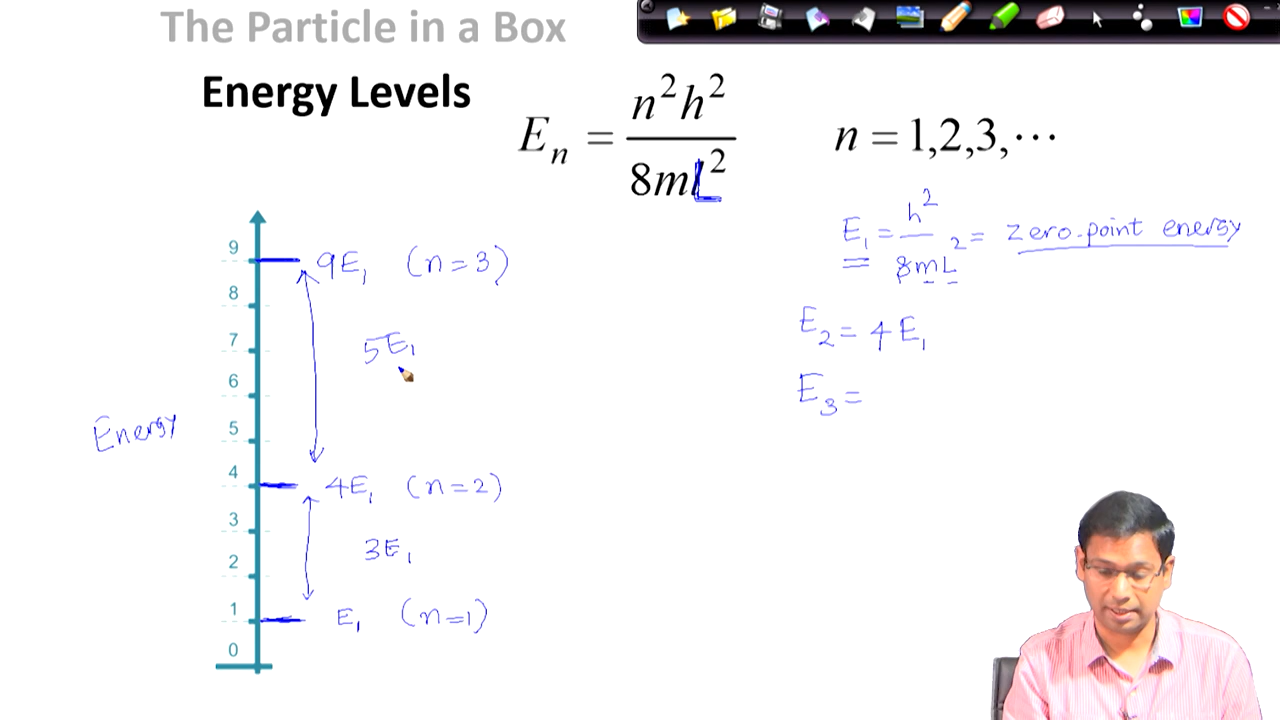 The Particle in a Box
Energy Levels
Eₙ = n²h² / 8mL²
n = 1,2,3,⋯
E₁ = h² / 8mL² = zero-point energy
E₂ = 4E₁
E₃ =
Energy
9
8
7
6
5
4
3
2
1
0
9E₁ (n=3)
5E₁
4E₁ (n=2)
3E₁
E₁ (n=1)